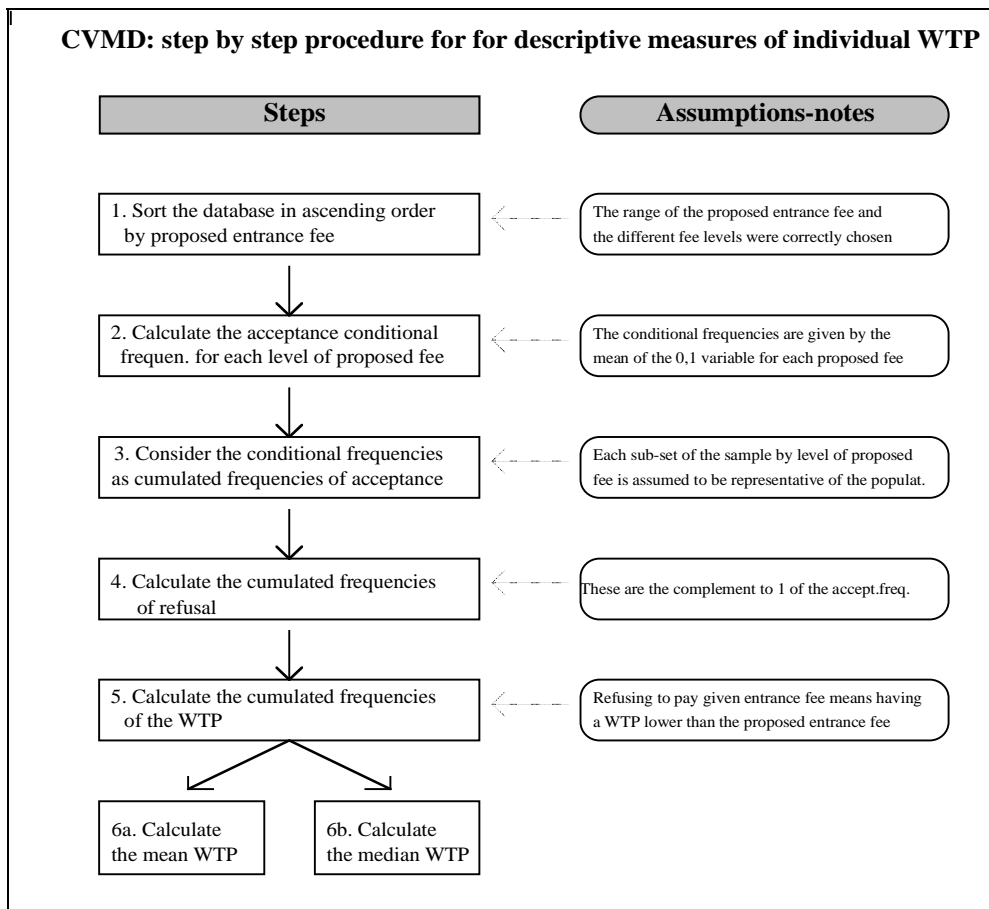 CVMD: step by step procedure for for descriptive measures of individual WTP
Steps
Assumptions-notes
1. Sort the database in ascending order
by proposed entrance fee
The range of the proposed entrance fee and
the different fee levels were correctly chosen
2. Calculate the acceptance conditional
frequen. for each level of proposed fee
The conditional frequencies are given by the
mean of the 0,1 variable for each proposed fee
3. Consider the conditional frequencies
as cumulated frequencies of acceptance
Each sub-set of the sample by level of proposed
fee is assumed to be representative of the populat.
4. Calculate the cumulated frequencies
of refusal
These are the complement to 1 of the accept.freq.
5. Calculate the cumulated frequencies
of the WTP
Refusing to pay given entrance fee means having
a WTP lower than the proposed entrance fee
6a. Calculate
the mean WTP
6b. Calculate
the median WTP